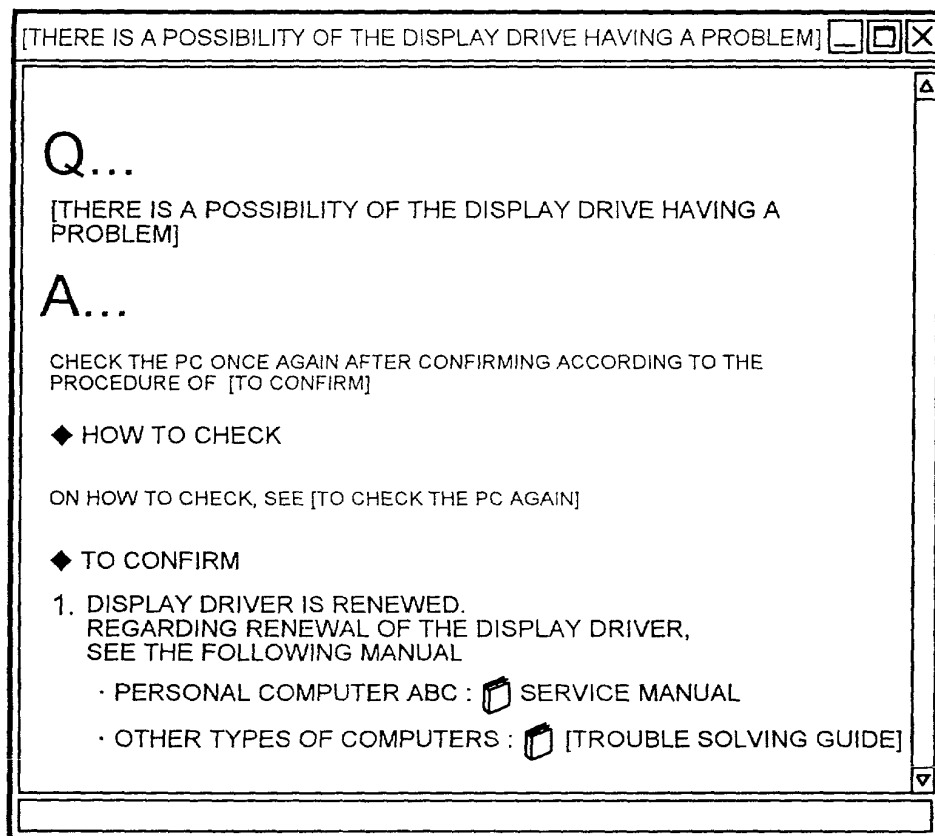 [THERE IS A POSSIBILITY OF THE DISPLAY DRIVE HAVING A PROBLEM]
Q...
[THERE IS A POSSIBILITY OF THE DISPLAY DRIVE HAVING A
PROBLEM]
A...
CHECK THE PC ONCE AGAIN AFTER CONFIRMING ACCORDING TO THE
PROCEDURE OF [TO CONFIRM]
◆ HOW TO CHECK
ON HOW TO CHECK, SEE [TO CHECK THE PC AGAIN]
◆ TO CONFIRM
1. DISPLAY DRIVER IS RENEWED.
REGARDING RENEWAL OF THE DISPLAY DRIVER,
SEE THE FOLLOWING MANUAL
· PERSONAL COMPUTER ABC : SERVICE MANUAL
· OTHER TYPES OF COMPUTERS : [TROUBLE SOLVING GUIDE]